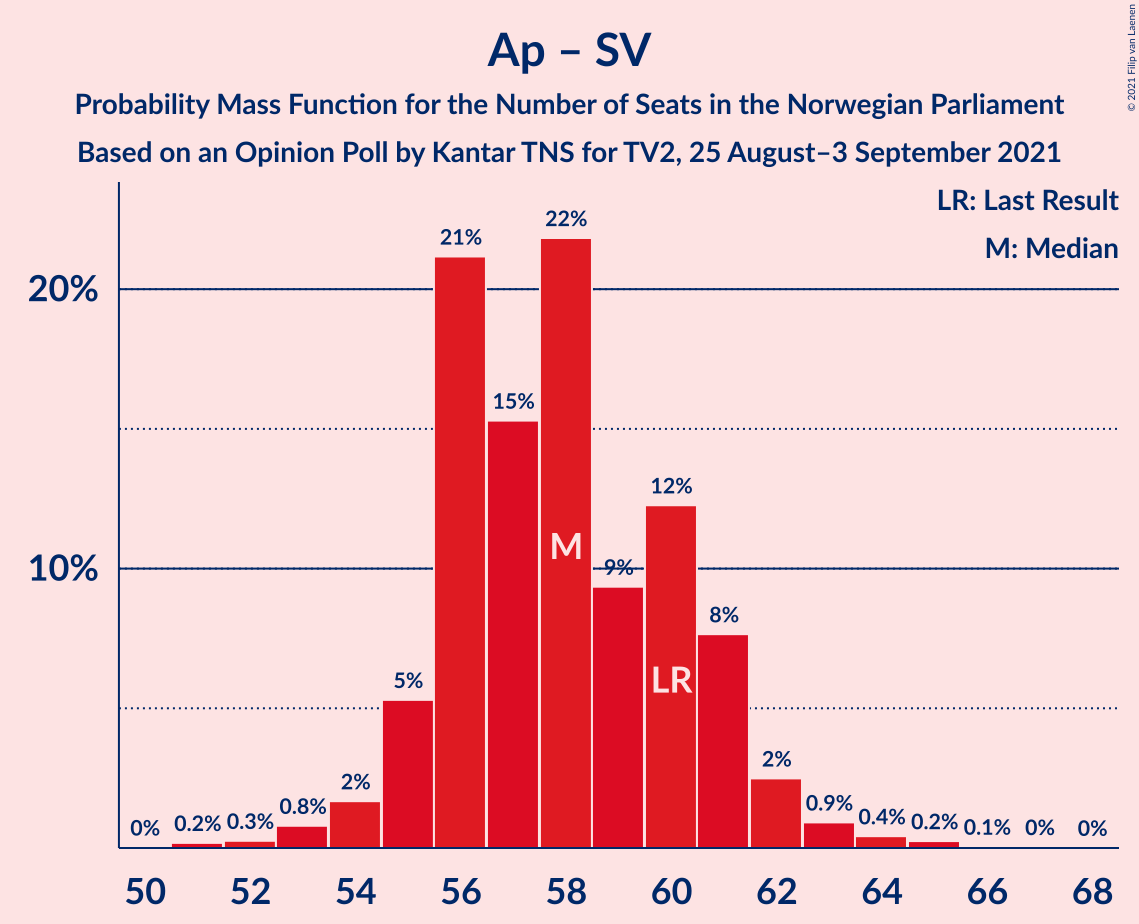 Ap – SV
Probability Mass Function for the Number of Seats in the Norwegian Parliament
Based on an Opinion Poll by Kantar TNS for TV2, 25 August–3 September 2021
© 2021 Filip van Laenen
LR: Last Result
M: Median
20%
10%
0%
0.2%
0.3%
0.8%
2%
5%
21%
15%
22%
9%
12%
8%
2%
0.9%
0.4%
0.2%
0.1%
0%
0%
M
LR
50 52 54 56 58 60 62 64 66 68